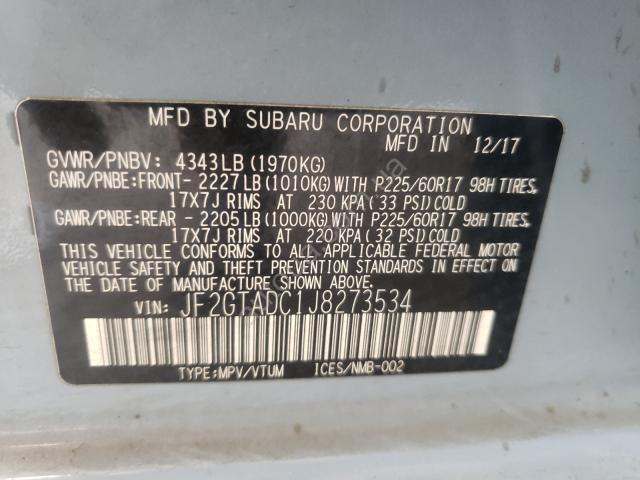 MFD BY SUBARU CORPORATION
MFD IN 12/17
GVWR/PNBV: 4343LB(1970KG)
GAWR/PNBE:FRONT-2227LB(1010KG)WITH P225/60R17 98H TIRES,
17X7J RIMS AT 230 KPA(33 PSI)COLD
GAWR/PNBE:REAR -2205LB(1000KG)WITH P225/60R17 98H TIRES,
17X7J RIMS AT 220 KPA(32 PSI)COLD
THIS VEHICLE CONFORMS TO ALL APPLICABLE FEDERAL MOTOR
VEHICLE SAFETY AND THEFT PREVENTION STANDARDS IN EFFECT ON
THE DATE OF MANUFACTURE SHOWN ABOVE.
VIN: JF2GTADC1J8273534
TYPE:MPV/VTUM ICES/NMB-002